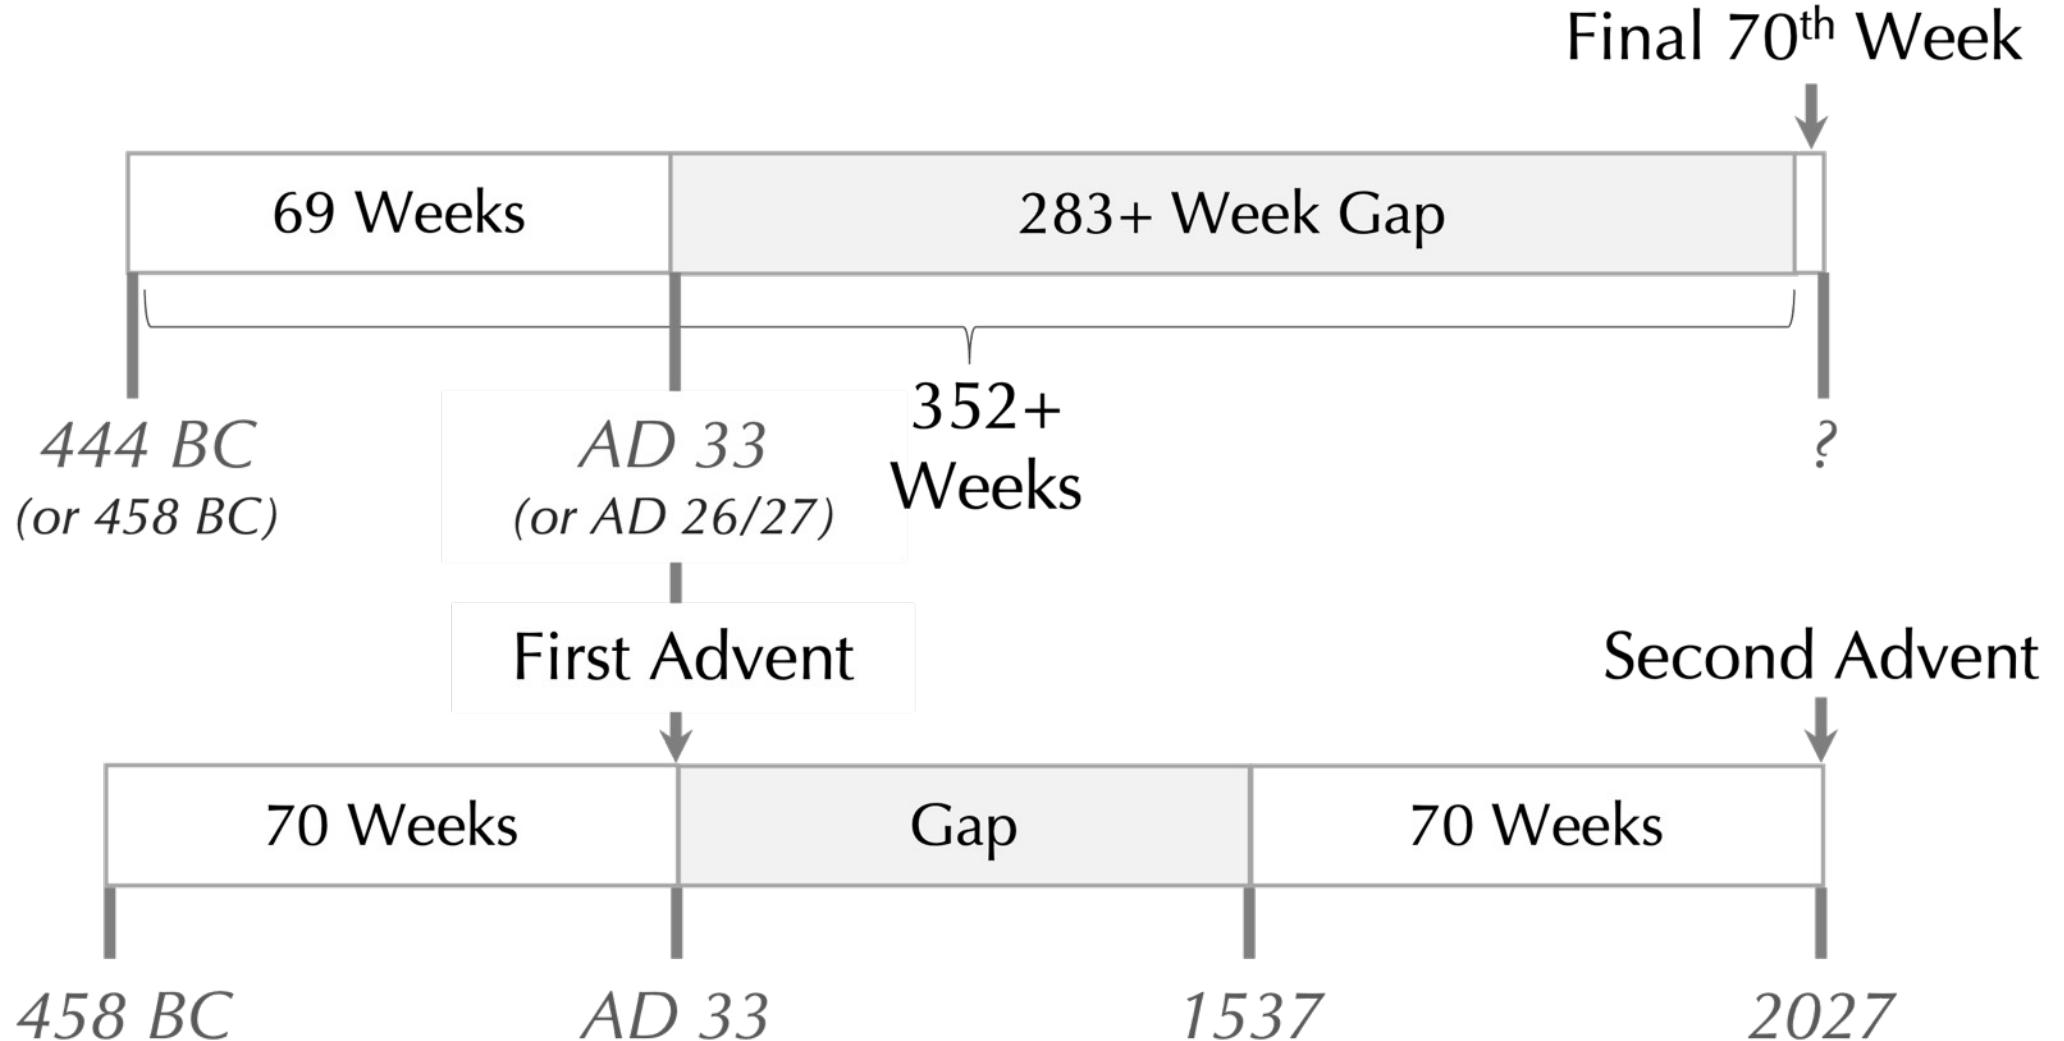 Final 70th Week
69 Weeks
283+ Week Gap
352+
Weeks
444 BC
(or 458 BC)
AD 33
(or AD 26/27)
?
First Advent
Second Advent
70 Weeks
Gap
70 Weeks
458 BC
AD 33
1537
2027